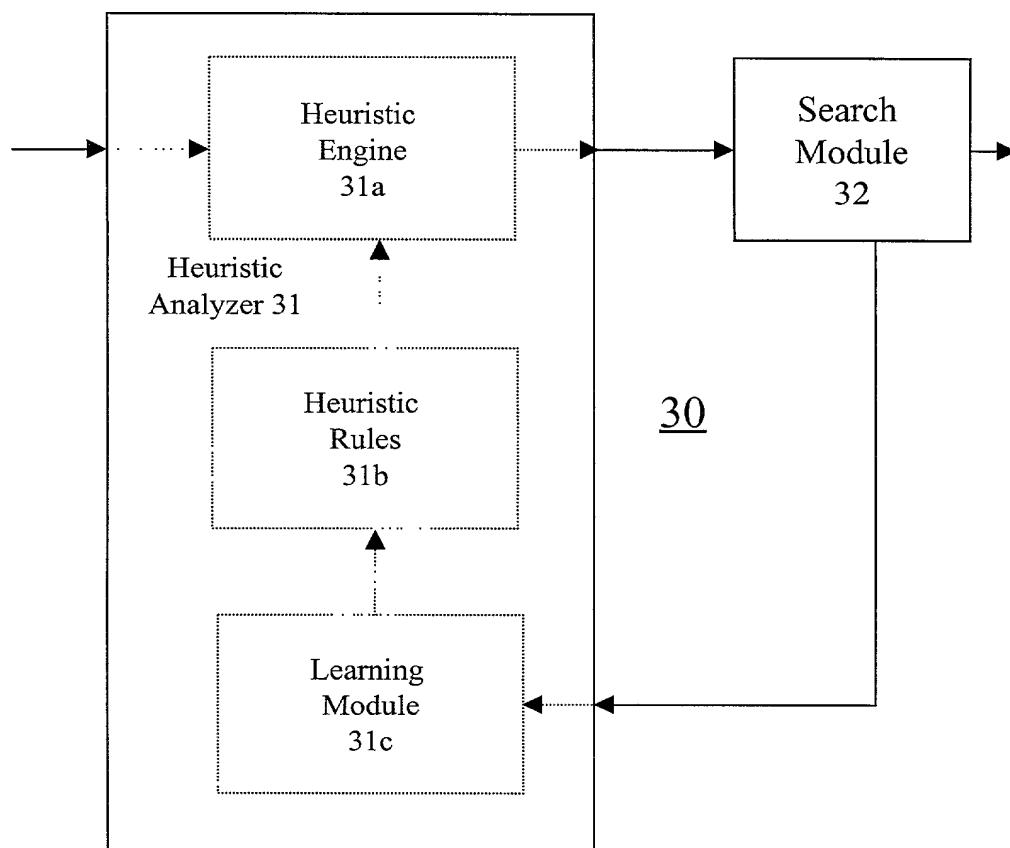 Heuristic
Engine
31a
Search
Module
32
Heuristic
Analyzer 31
Heuristic
Rules
31b
30
Learning
Module
31c